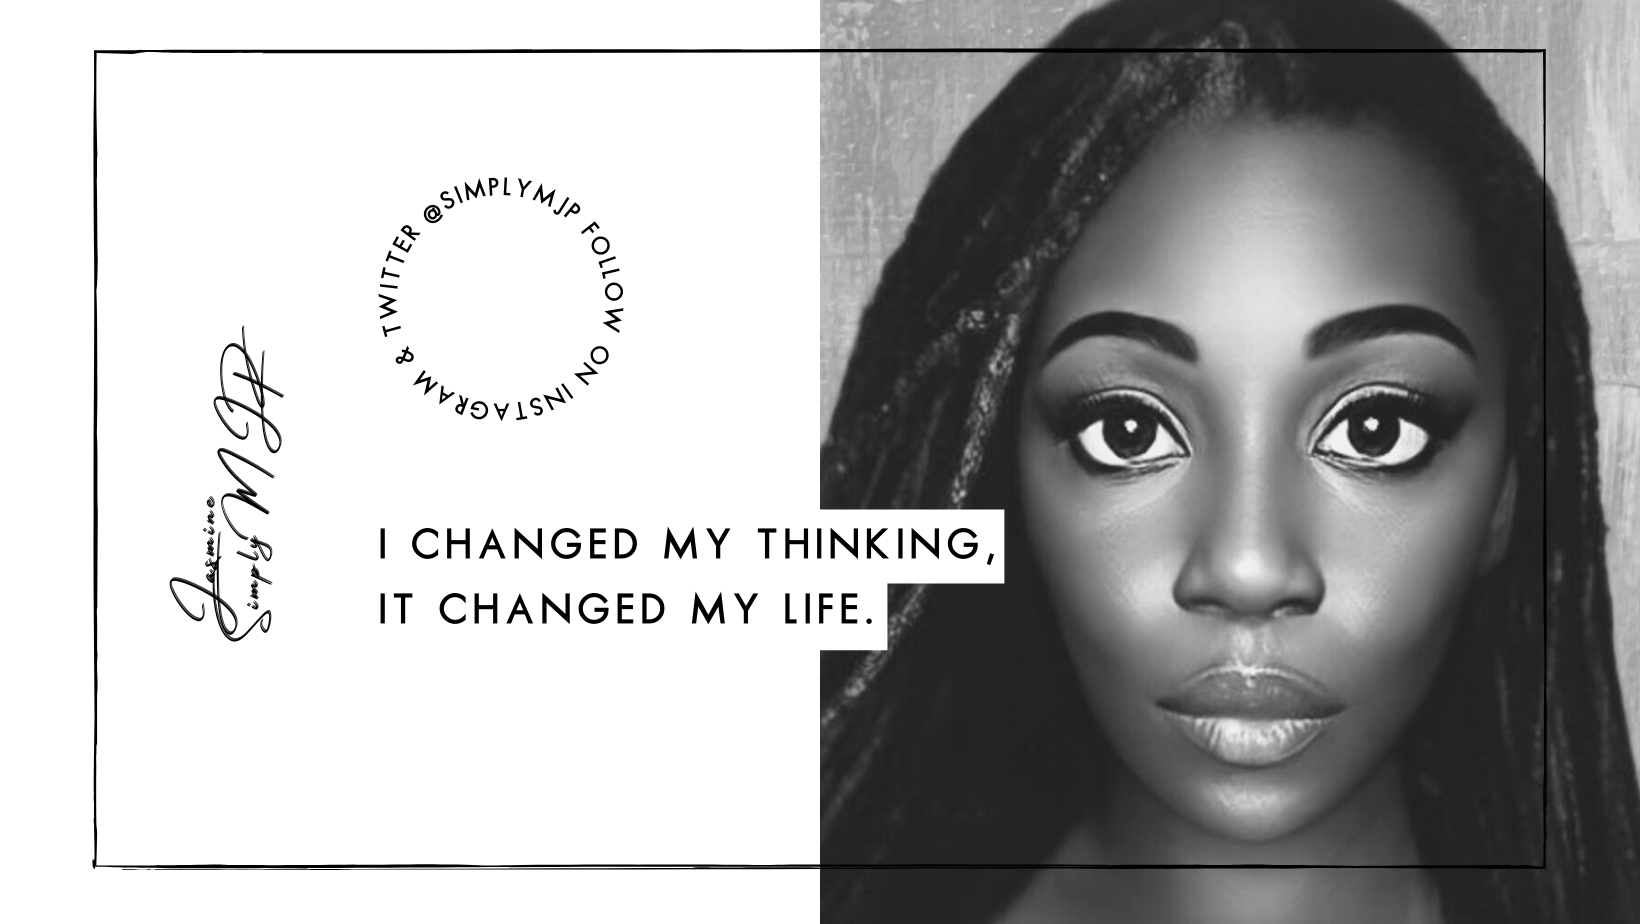 @SIMPLYMJP FOLLOW ON INSTAGRAM & TWITTER
Jasmine
Simply MJP
I CHANGED MY THINKING,
IT CHANGED MY LIFE.